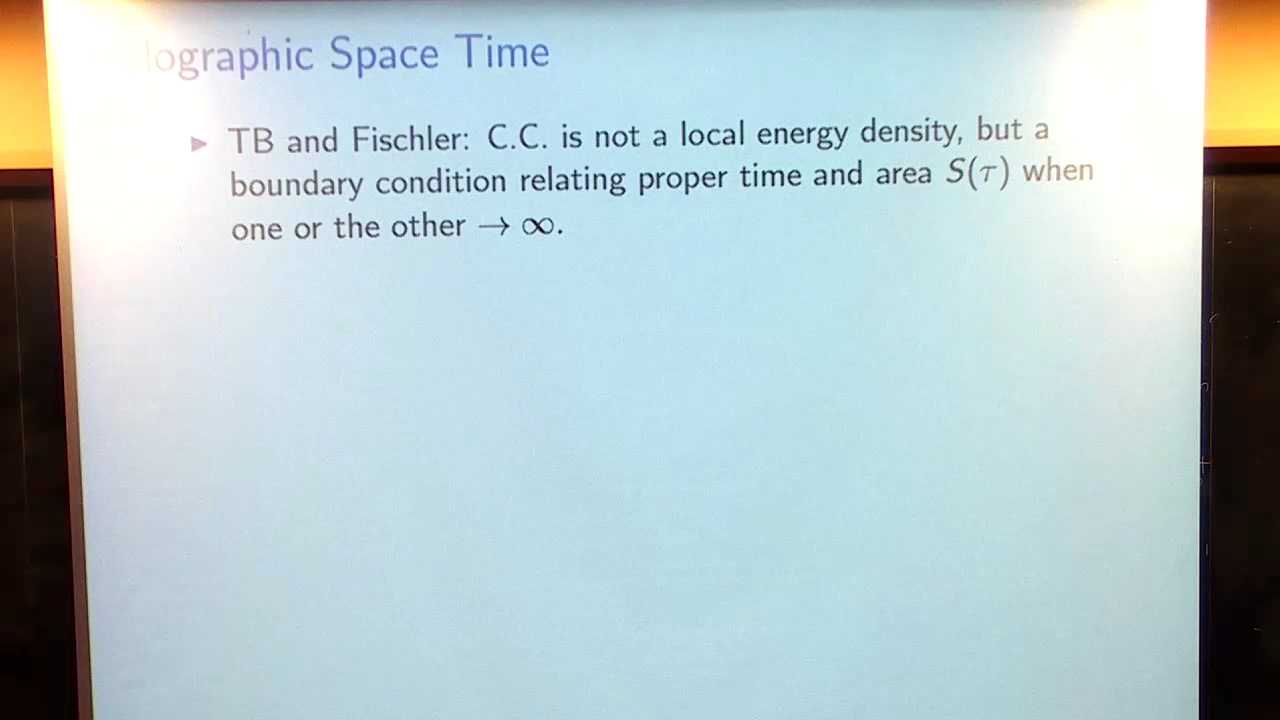 lographic Space Time
► TB and Fischler: C.C. is not a local energy density, but a
boundary condition relating proper time and area S(τ) when
one or the other → ∞.